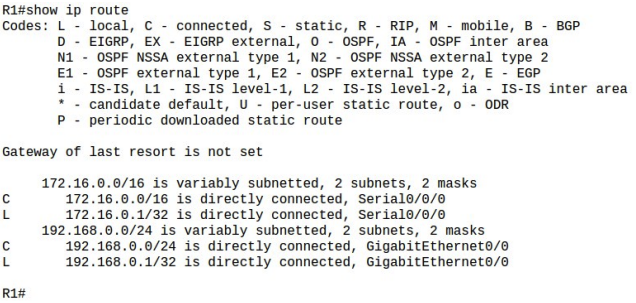 R1#show ip route
Codes: L - local, C - connected, S - static, R - RIP, M - mobile, B - BGP
       D - EIGRP, EX - EIGRP external, O - OSPF, IA - OSPF inter area
       N1 - OSPF NSSA external type 1, N2 - OSPF NSSA external type 2
       E1 - OSPF external type 1, E2 - OSPF external type 2, E - EGP
       i - IS-IS, L1 - IS-IS level-1, L2 - IS-IS level-2, ia - IS-IS inter area
       * - candidate default, U - per-user static route, o - ODR
       P - periodic downloaded static route
Gateway of last resort is not set
     172.16.0.0/16 is variably subnetted, 2 subnets, 2 masks
C       172.16.0.0/16 is directly connected, Serial0/0/0
L       172.16.0.1/32 is directly connected, Serial0/0/0
     192.168.0.0/24 is variably subnetted, 2 subnets, 2 masks
C       192.168.0.0/24 is directly connected, GigabitEthernet0/0
L       192.168.0.1/32 is directly connected, GigabitEthernet0/0
R1#